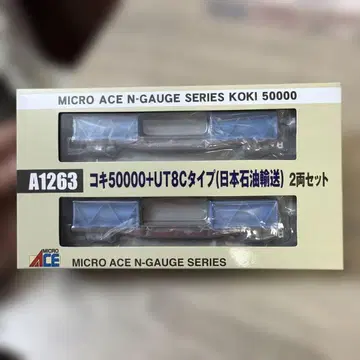 MICRO ACE N-GAUGE SERIES KOKI 50000
A1263
コキ50000+UT8Cタイプ(日本石油輸送) 2両セット
MICRO
ACE
MICRO ACE N-GAUGE SERIES